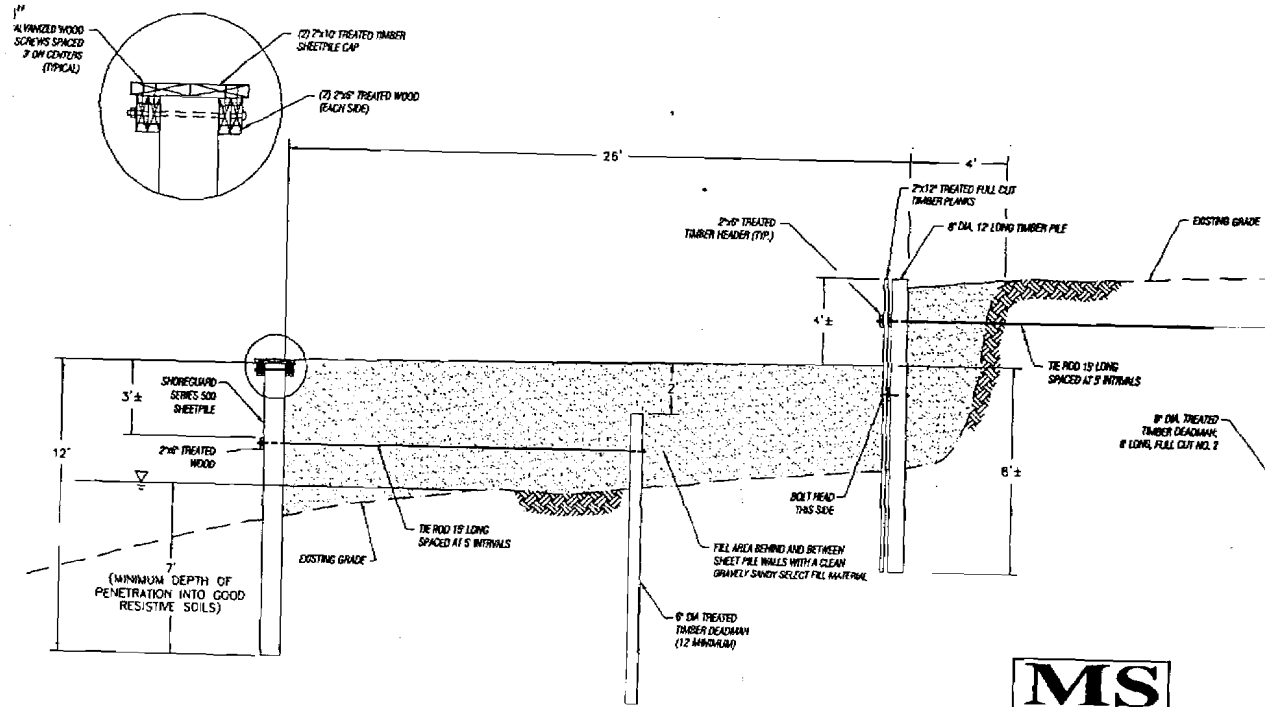 )"
ALVANIZED WOOD
SCREWS SPACED
3' ON CENTERS
(TYPICAL)
(2) 2"x10' TREATED TIMBER
SHEETPILE CAP
(2) 2"x6" TREATED WOOD
(EACH SIDE)
4'
2"x12" TREATED FULL CUT
TIMBER PLANKS
2"x6" TREATED
TIMBER HEADER (TYP.)
8" DIA. 12' LONG TIMBER PILE
EXISTING GRADE
4'±
TIE ROD 15' LONG
SPACED AT 5' INTERVALS
SHOREGUARD
SERIES 500
SHEETPILE
3'±
12'
2"x6" TREATED
WOOD
2'
8" DIA. TREATED
TIMBER DEADMAN,
8' LONG, FULL CUT NO. 2
BOLT HEAD
THIS SIDE
TIE ROD 15' LONG
SPACED AT 5' INTERVALS
EXISTING GRADE
FILL AREA BEHIND AND BETWEEN
SHEET PILE WALLS WITH A CLEAN
GRAVELY SANDY SELECT FILL MATERIAL
7'
(MINIMUM DEPTH OF
PENETRATION INTO GOOD
RESISTIVE SOILS)
6" DIA TREATED
TIMBER DEADMAN
(12 MINIMUM)
MS